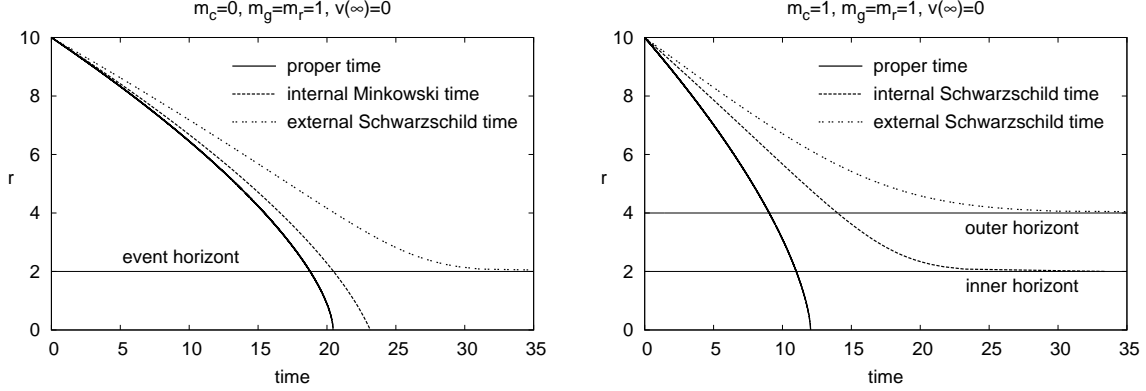 m_c=0, m_g=m_r=1, v(∞)=0
10
8
6
4
2
0
r
proper time
internal Minkowski time
external Schwarzschild time
event horizont
0 5 10 15 20 25 30 35
time
m_c=1, m_g=m_r=1, v(∞)=0
10
8
6
4
2
0
r
proper time
internal Schwarzschild time
external Schwarzschild time
outer horizont
inner horizont
0 5 10 15 20 25 30 35
time